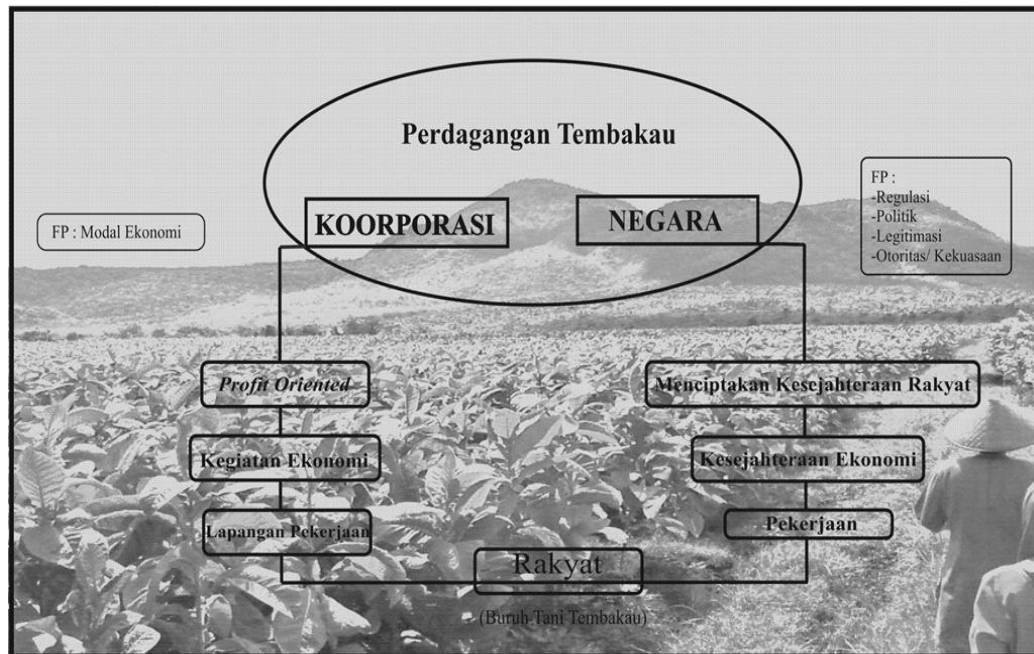 Perdagangan Tembakau
KOORPORASI
NEGARA
FP : Modal Ekonomi
FP :
-Regulasi
-Politik
-Legitimasi
-Otoritas/ Kekuasaan
Profit Oriented
Menciptakan Kesejahteraan Rakyat
Kegiatan Ekonomi
Kesejahteraan Ekonomi
Lapangan Pekerjaan
Pekerjaan
Rakyat
(Buruh Tani Tembakau)